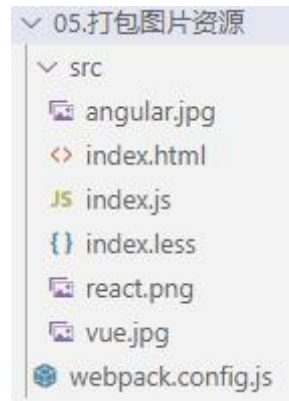 05.打包图片资源
src
angular.jpg
index.html
JS index.js
{} index.less
react.png
vue.jpg
webpack.config.js